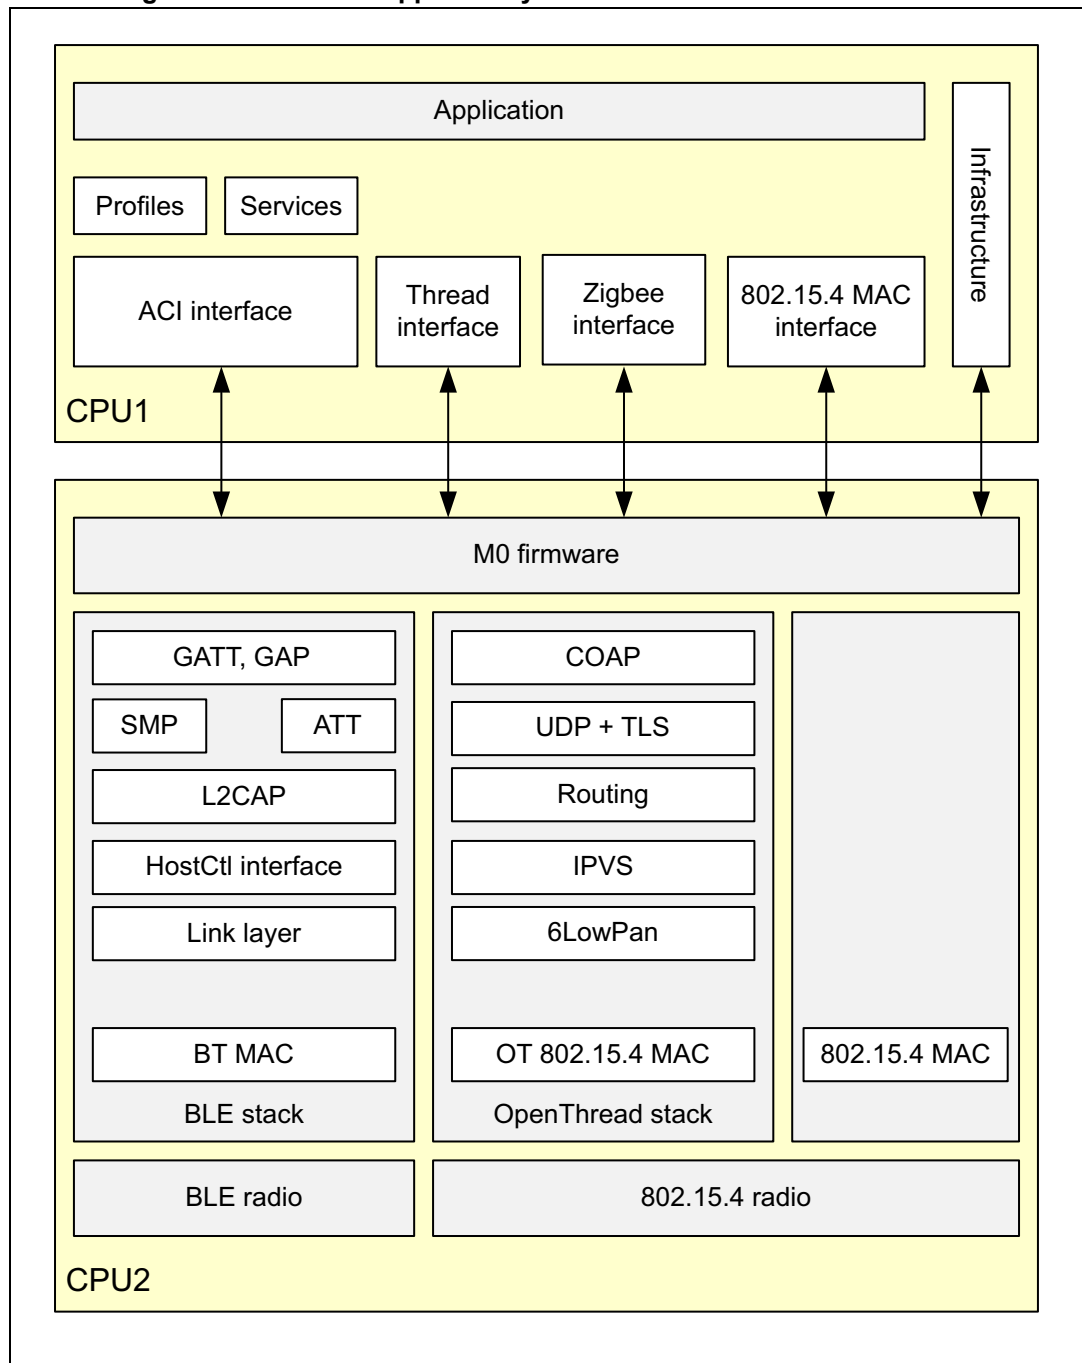 Application
Infrastructure
Profiles
Services
ACI interface
Thread
interface
Zigbee
interface
802.15.4 MAC
interface
CPU1
M0 firmware
GATT, GAP
SMP
ATT
L2CAP
HostCtl interface
Link layer
BT MAC
BLE stack
COAP
UDP + TLS
Routing
IPVS
6LowPan
OT 802.15.4 MAC
OpenThread stack
802.15.4 MAC
BLE radio
802.15.4 radio
CPU2